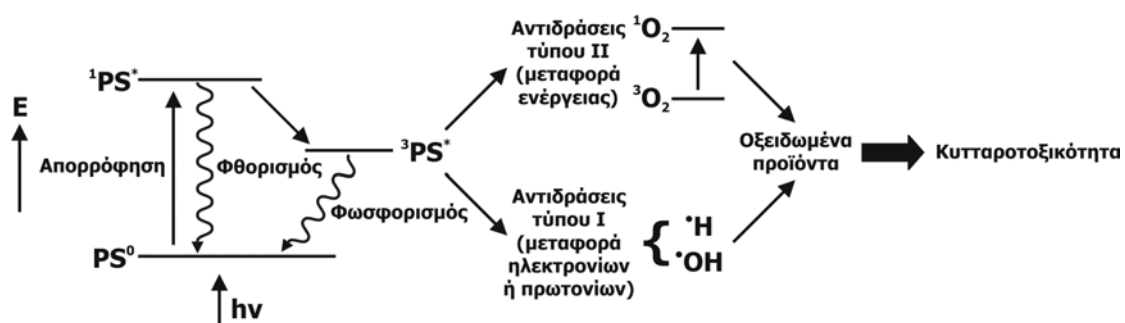 E
¹PS*
Απορρόφηση
Φθορισμός
PS⁰
hν
³PS*
Φωσφορισμός
Αντιδράσεις
τύπου II
(μεταφορά
ενέργειας)
¹O₂
³O₂
Αντιδράσεις
τύπου I
(μεταφορά
ηλεκτρονίων
ή πρωτονίων)
{
•H
•OH
Οξειδωμένα
προϊόντα
Κυτταροτοξικότητα